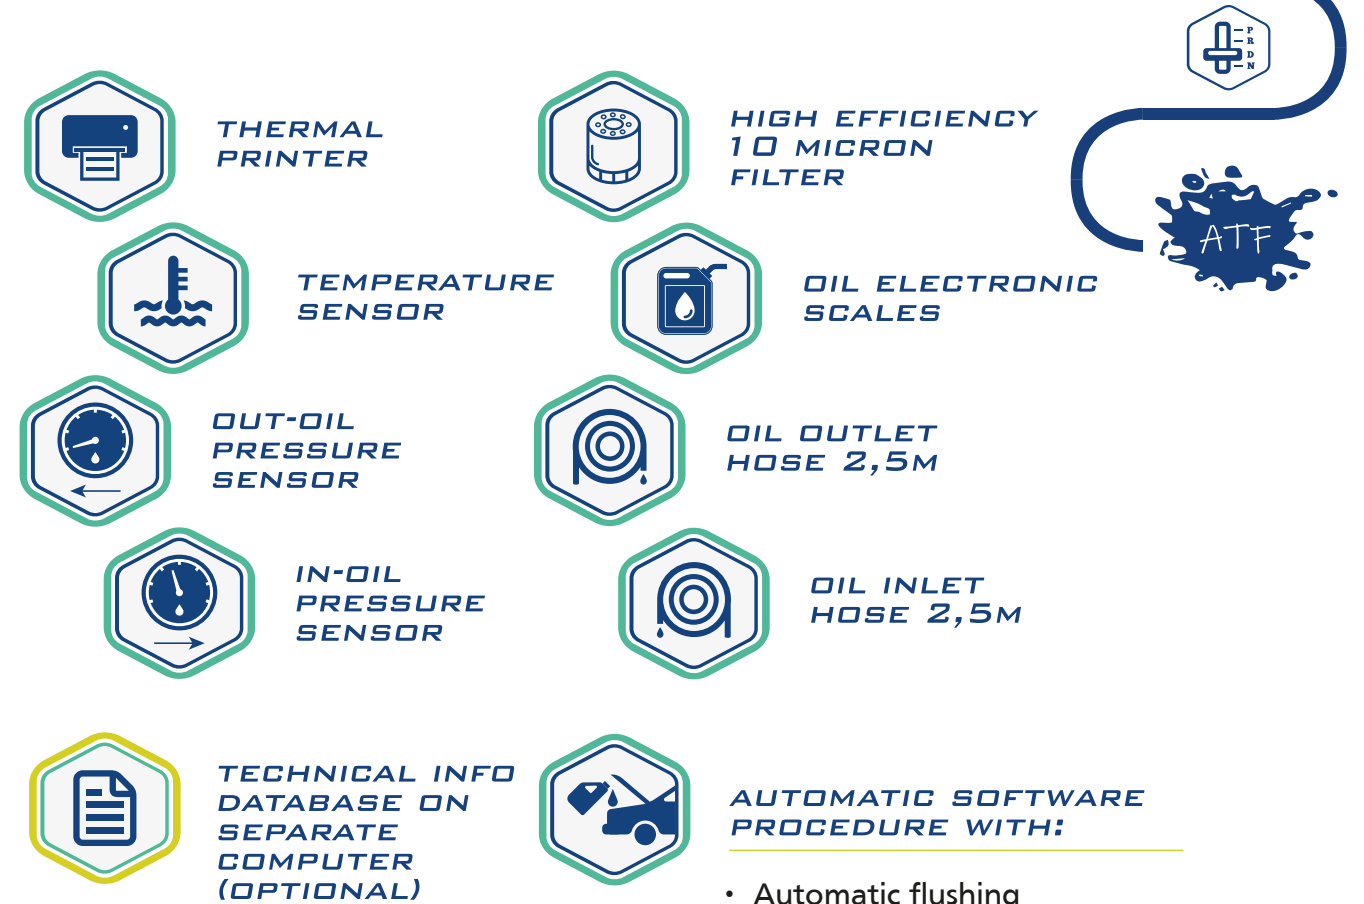 P
R
D
N
THERMAL
PRINTER
HIGH EFFICIENCY
10 MICRON
FILTER
ATF
TEMPERATURE
SENSOR
OIL ELECTRONIC
SCALES
OUT-OIL
PRESSURE
SENSOR
OIL OUTLET
HOSE 2,5M
IN-OIL
PRESSURE
SENSOR
OIL INLET
HOSE 2,5M
TECHNICAL INFO
DATABASE ON
SEPARATE
COMPUTER
(OPTIONAL)
AUTOMATIC SOFTWARE
PROCEDURE WITH:
• Automatic flushing